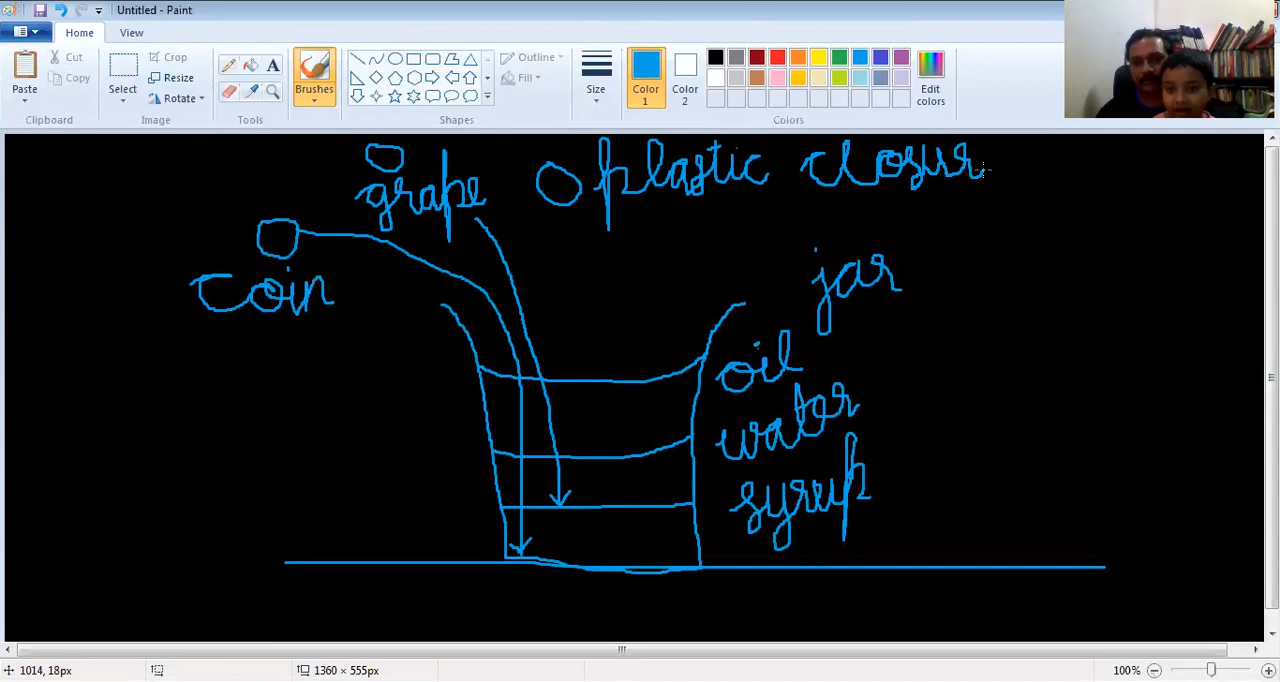 Untitled - Paint
Home View
Paste
Cut
Copy
Clipboard
Select
Crop
Resize
Rotate
Image
Tools
Brushes
Shapes
Outline
Fill
Size
Color 1
Color 2
Edit colors
Colors
grape
plastic closur
coin
jar
oil
water
syrup
1014, 18px
1360 × 555px
100%